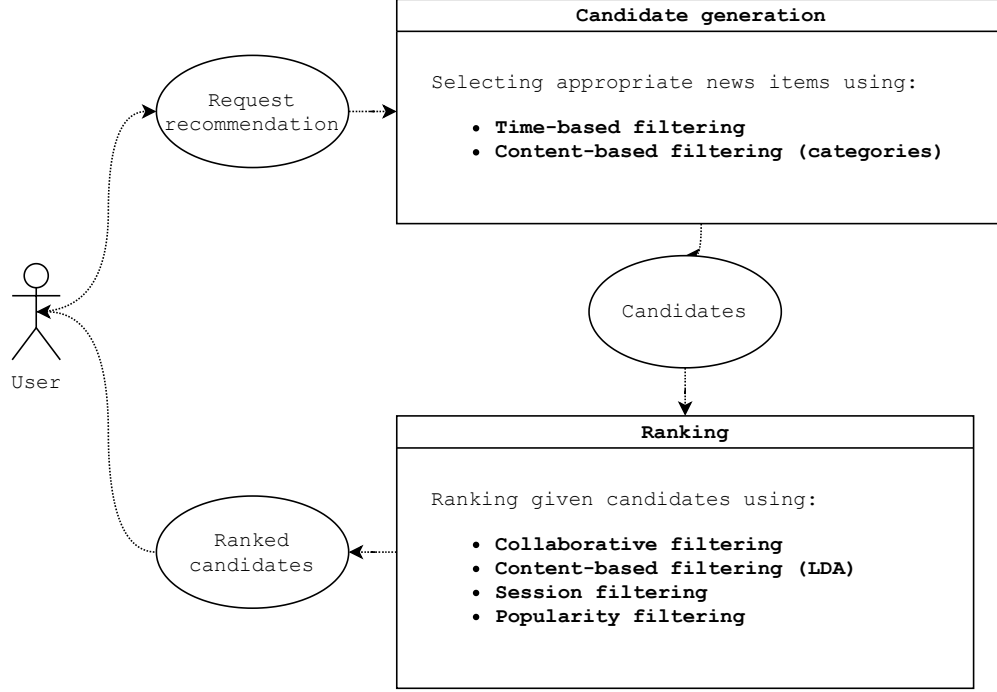 Candidate generation
Selecting appropriate news items using:
• Time-based filtering
• Content-based filtering (categories)
Request
recommendation
Candidates
User
Ranking
Ranking given candidates using:
• Collaborative filtering
• Content-based filtering (LDA)
• Session filtering
• Popularity filtering
Ranked
candidates